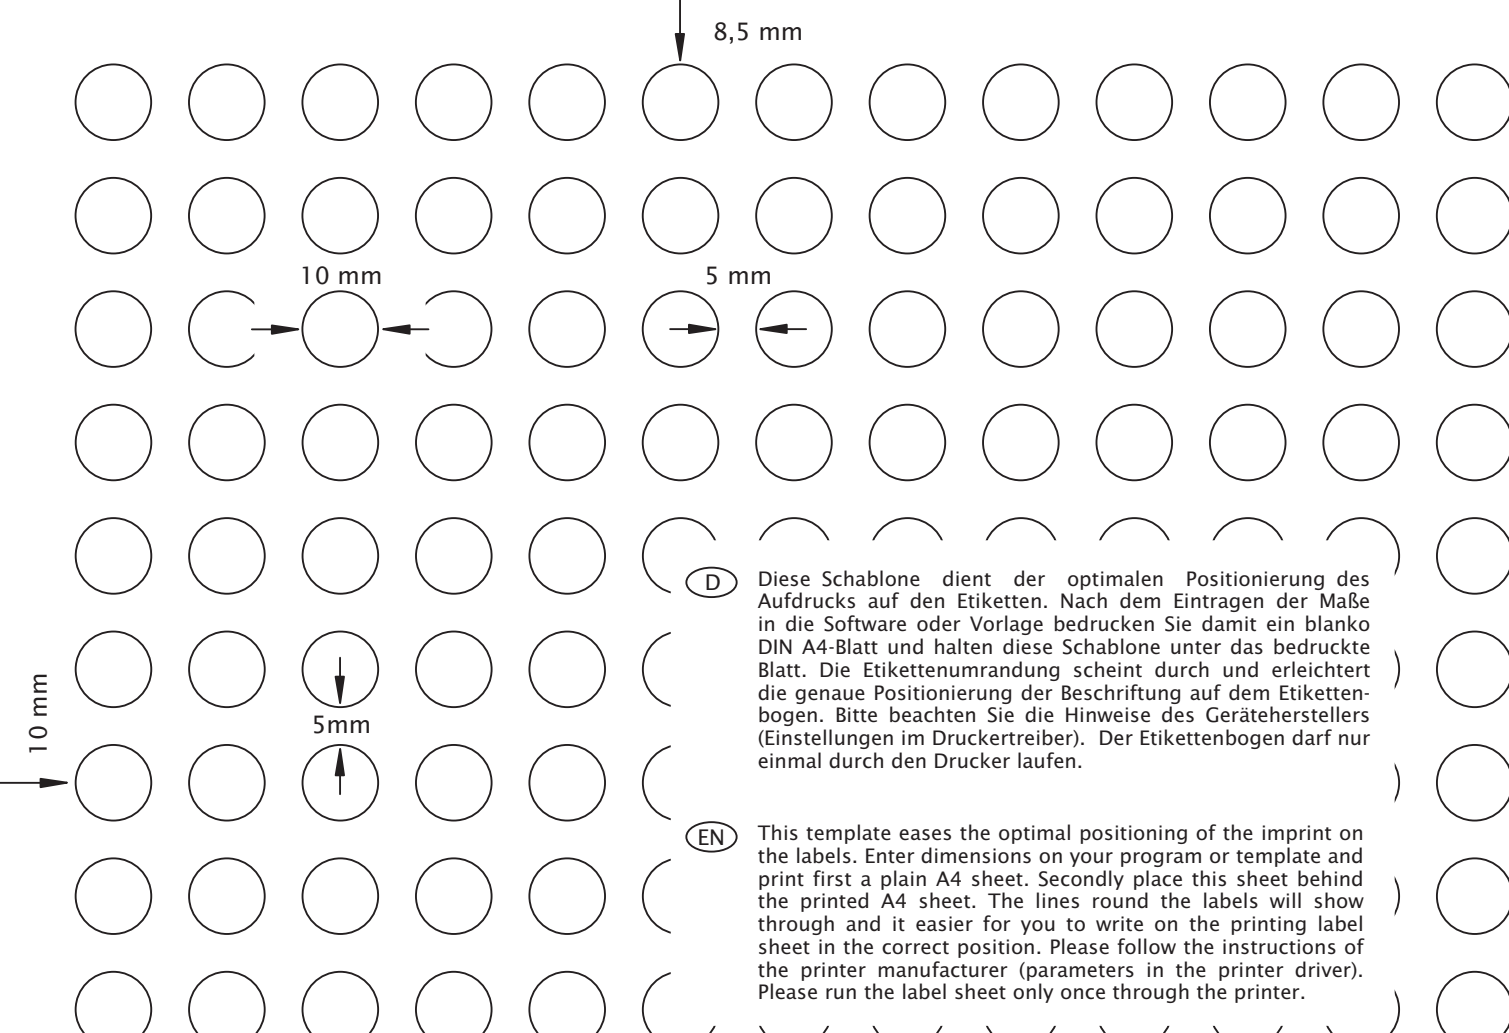 8,5 mm
10 mm
5 mm
D
Diese Schablone dient der optimalen Positionierung des
Aufdrucks auf den Etiketten. Nach dem Eintragen der Maße
in die Software oder Vorlage bedrucken Sie damit ein blanko
DIN A4-Blatt und halten diese Schablone unter das bedruckte
Blatt. Die Etikettenumrandung scheint durch und erleichtert
die genaue Positionierung der Beschriftung auf dem Etiketten-
bogen. Bitte beachten Sie die Hinweise des Geräteherstellers
(Einstellungen im Druckertreiber). Der Etikettenbogen darf nur
einmal durch den Drucker laufen.
10 mm
5mm
EN
This template eases the optimal positioning of the imprint on
the labels. Enter dimensions on your program or template and
print first a plain A4 sheet. Secondly place this sheet behind
the printed A4 sheet. The lines round the labels will show
through and it easier for you to write on the printing label
sheet in the correct position. Please follow the instructions of
the printer manufacturer (parameters in the printer driver).
Please run the label sheet only once through the printer.